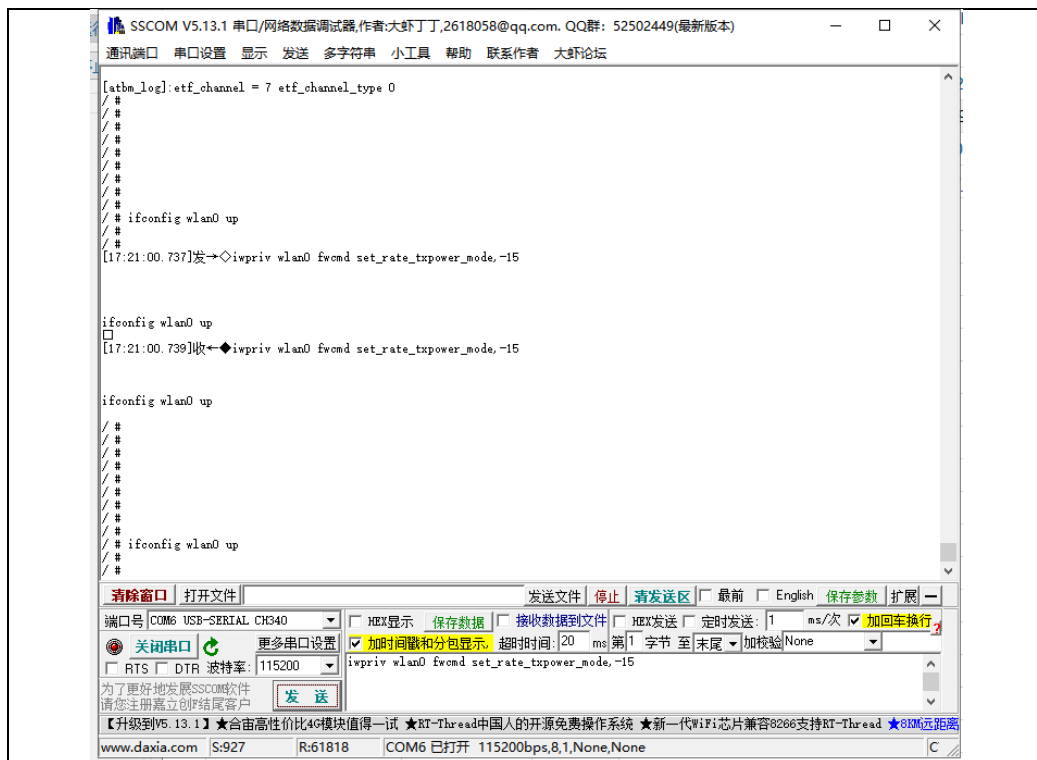 SSCOM V5.13.1 串口/网络数据调试器,作者:大虾丁丁,2618058@qq.com. QQ群: 52502449(最新版本)
通讯端口 串口设置 显示 发送 多字符串 小工具 帮助 联系作者 大虾论坛
[atbm_log]:etf_channel = 7 etf_channel_type 0
/ #
/ #
/ #
/ #
/ #
/ #
/ #
/ #
/ #
/ # ifconfig wlan0 up
/ #
/ #
[17:21:00.737]发→◇iwpriv wlan0 fwcmd set_rate_txpower_mode,-15
ifconfig wlan0 up
□
[17:21:00.739]收←◆iwpriv wlan0 fwcmd set_rate_txpower_mode,-15
ifconfig wlan0 up
/ #
/ #
/ #
/ #
/ #
/ #
/ #
/ #
/ #
/ # ifconfig wlan0 up
/ #
/ #
清除窗口 打开文件 发送文件 停止 清发送区 最前 English 保存参数 扩展 —
端口号 COM6 USB-SERIAL CH340 HEX显示 保存数据 接收数据到文件 HEX发送 定时发送: 1 ms/次 加回车换行 ?
关闭串口 更多串口设置 加时间戳和分包显示, 超时时间: 20 ms 第 1 字节 至 末尾 加校验 None
RTS DTR 波特率: 115200 iwpriv wlan0 fwcmd set_rate_txpower_mode,-15
为了更好地发展SSCOM软件
请您注册嘉立创F结尾客户
发 送
【升级到V5.13.1】★合宙高性价比4G模块值得一试 ★RT-Thread中国人的开源免费操作系统 ★新一代WiFi芯片兼容8266支持RT-Thread ★8KM远距离
www.daxia.com S:927 R:61818 COM6 已打开 115200bps,8,1,None,None C